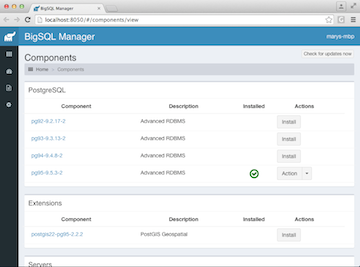 BigSQL Manager
localhost:8050/#/components/view
BigSQL Manager
marys-mbp
Components
Check for updates now
Home > Components
PostgreSQL
Component Description Installed Actions
pg92-9.2.17-2 Advanced RDBMS Install
pg93-9.3.13-2 Advanced RDBMS Install
pg94-9.4.8-2 Advanced RDBMS Install
pg95-9.5.3-2 Advanced RDBMS Action
Extensions
Component Description Installed Actions
postgis22-pg95-2.2.2 PostGIS Geospatial Install
Servers